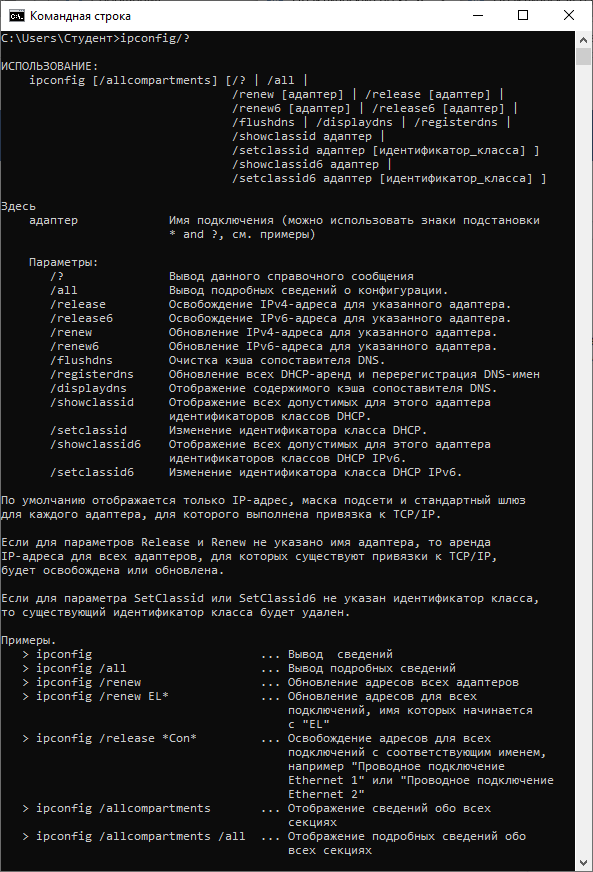 Командная строка
C:\Users\Студент>ipconfig/?
ИСПОЛЬЗОВАНИЕ:
ipconfig [/allcompartments] [/? | /all |
/renew [адаптер] | /release [адаптер] |
/renew6 [адаптер] | /release6 [адаптер] |
/flushdns | /displaydns | /registerdns |
/showclassid адаптер |
/setclassid адаптер [идентификатор_класса] ]
/showclassid6 адаптер |
/setclassid6 адаптер [идентификатор_класса] ]
Здесь
адаптер Имя подключения (можно использовать знаки подстановки
* and ?, см. примеры)
Параметры:
/? Вывод данного справочного сообщения
/all Вывод подробных сведений о конфигурации.
/release Освобождение IPv4-адреса для указанного адаптера.
/release6 Освобождение IPv6-адреса для указанного адаптера.
/renew Обновление IPv4-адреса для указанного адаптера.
/renew6 Обновление IPv6-адреса для указанного адаптера.
/flushdns Очистка кэша сопоставителя DNS.
/registerdns Обновление всех DHCP-аренд и перерегистрация DNS-имен
/displaydns Отображение содержимого кэша сопоставителя DNS.
/showclassid Отображение всех допустимых для этого адаптера
идентификаторов классов DHCP.
/setclassid Изменение идентификатора класса DHCP.
/showclassid6 Отображение всех допустимых для этого адаптера
идентификаторов классов DHCP IPv6.
/setclassid6 Изменение идентификатора класса DHCP IPv6.
По умолчанию отображается только IP-адрес, маска подсети и стандартный шлюз
для каждого адаптера, для которого выполнена привязка к TCP/IP.
Если для параметров Release и Renew не указано имя адаптера, то аренда
IP-адреса для всех адаптеров, для которых существуют привязки к TCP/IP,
будет освобождена или обновлена.
Если для параметра SetClassid или SetClassid6 не указан идентификатор класса,
то существующий идентификатор класса будет удален.
Примеры.
> ipconfig ... Вывод  сведений
> ipconfig /all ... Вывод подробных сведений
> ipconfig /renew ... Обновление адресов всех адаптеров
> ipconfig /renew EL* ... Обновление адресов для всех
подключений, имя которых начинается
с "EL"
> ipconfig /release *Con* ... Освобождение адресов для всех
подключений с соответствующим именем,
например "Проводное подключение
Ethernet 1" или "Проводное подключение
Ethernet 2"
> ipconfig /allcompartments ... Отображение сведений обо всех
секциях
> ipconfig /allcompartments /all ... Отображение подробных сведений обо
всех секциях